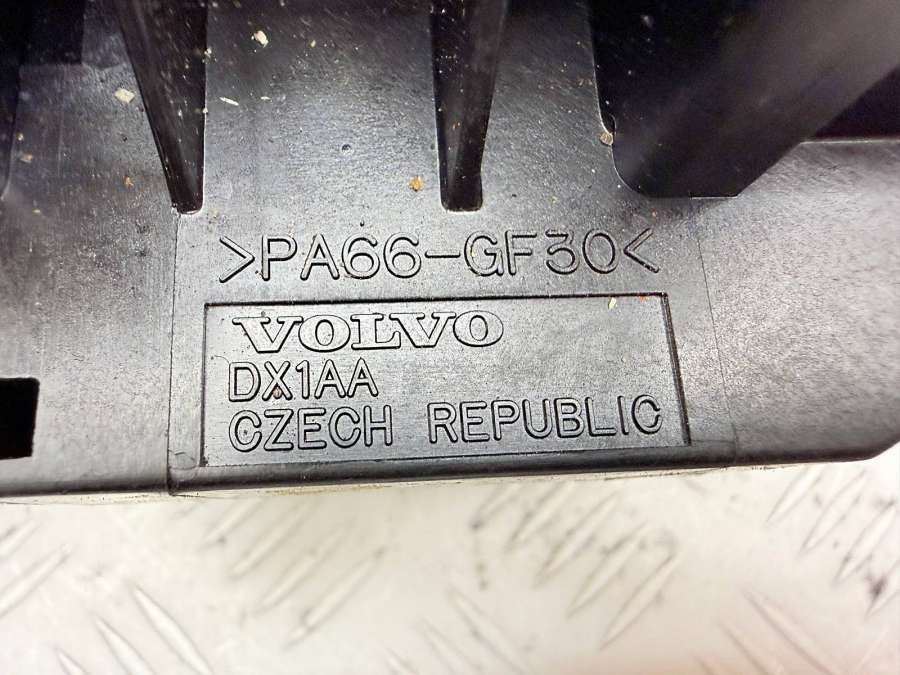 >PA66-GF30<
VOLVO
DX1AA
CZECH REPUBLIC